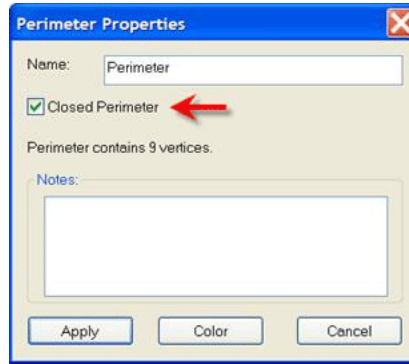 Perimeter Properties
Name: Perimeter
Closed Perimeter
Perimeter contains 9 vertices.
Notes:
Apply Color Cancel